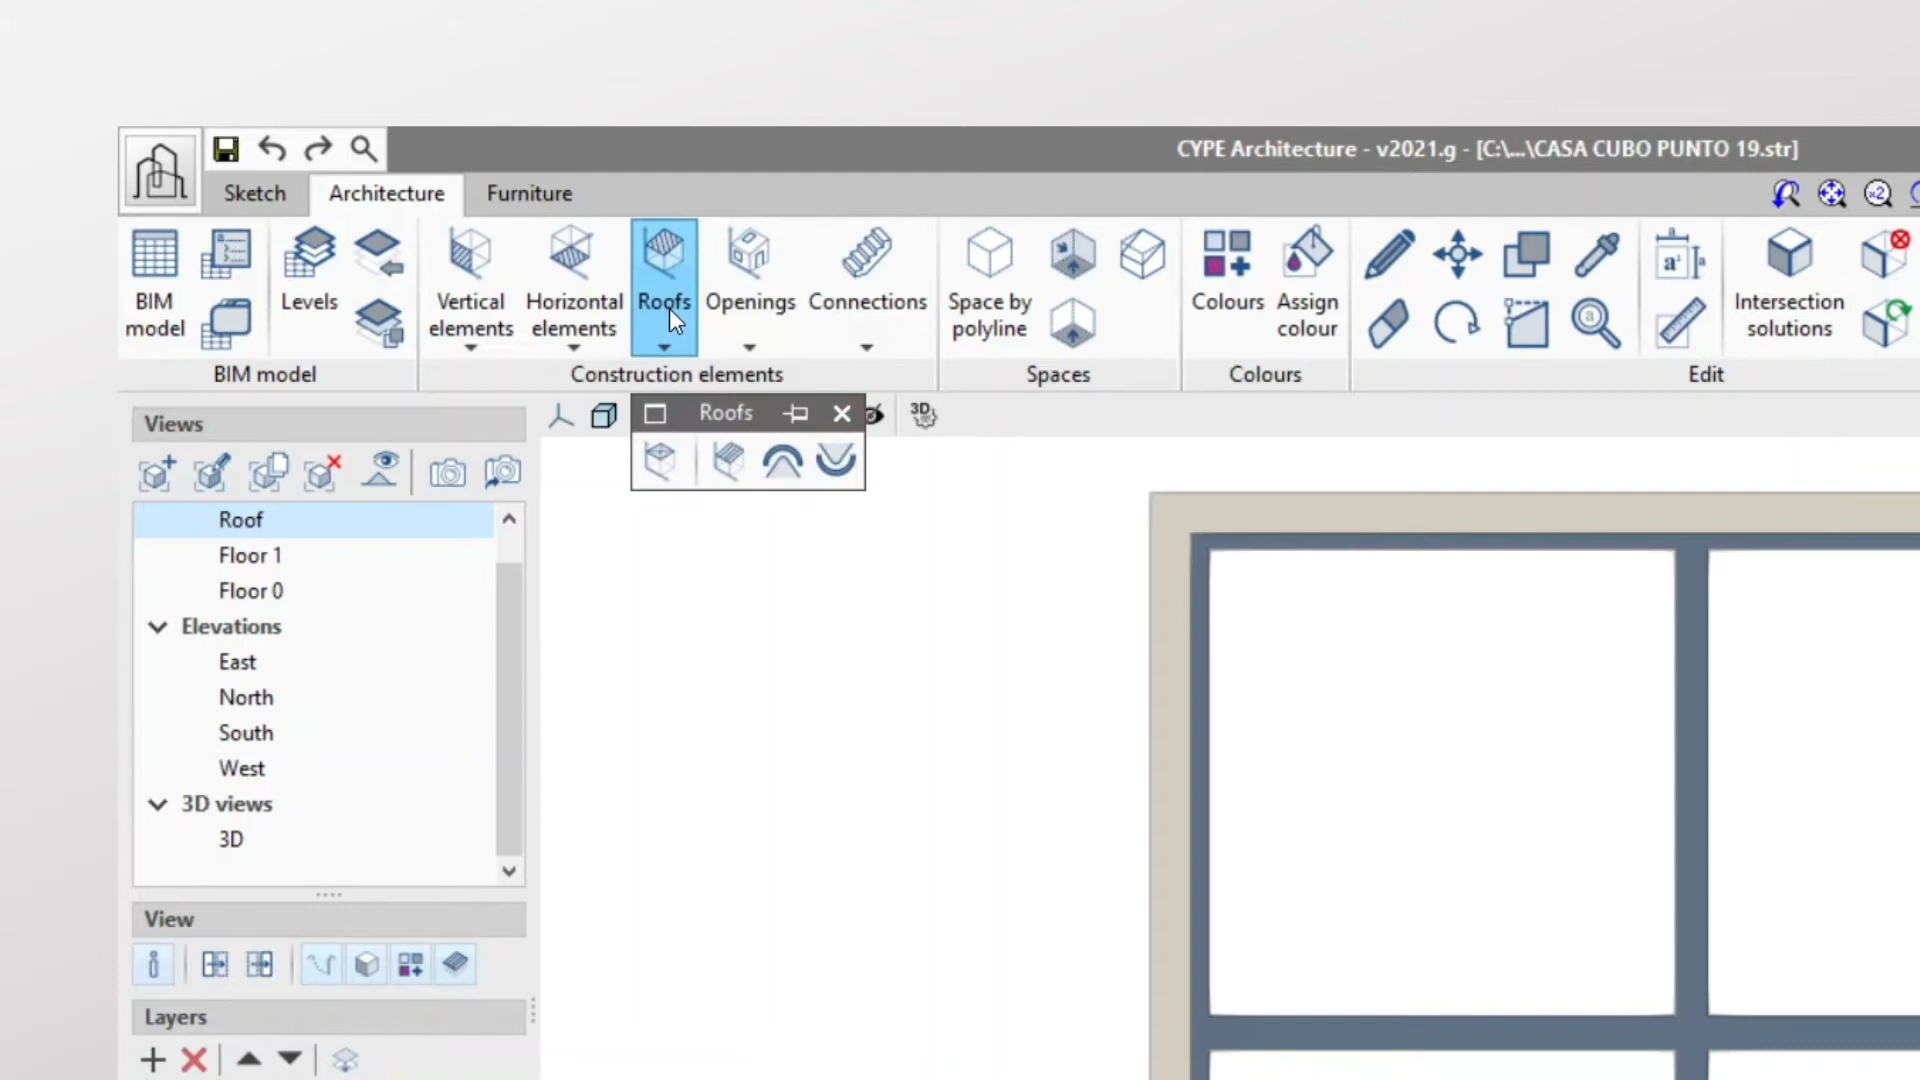 CYPE Architecture - v2021.g - [C:\...\CASA CUBO PUNTO 19.str]
Sketch
Architecture
Furniture
BIM
model
Levels
Vertical
elements
Horizontal
elements
Roofs
Openings
Connections
Space by
polyline
Colours
Assign
colour
Intersection
solutions
BIM model
Construction elements
Spaces
Colours
Edit
Views
Roofs
3D
Roof
Floor 1
Floor 0
Elevations
East
North
South
West
3D views
3D
View
Layers